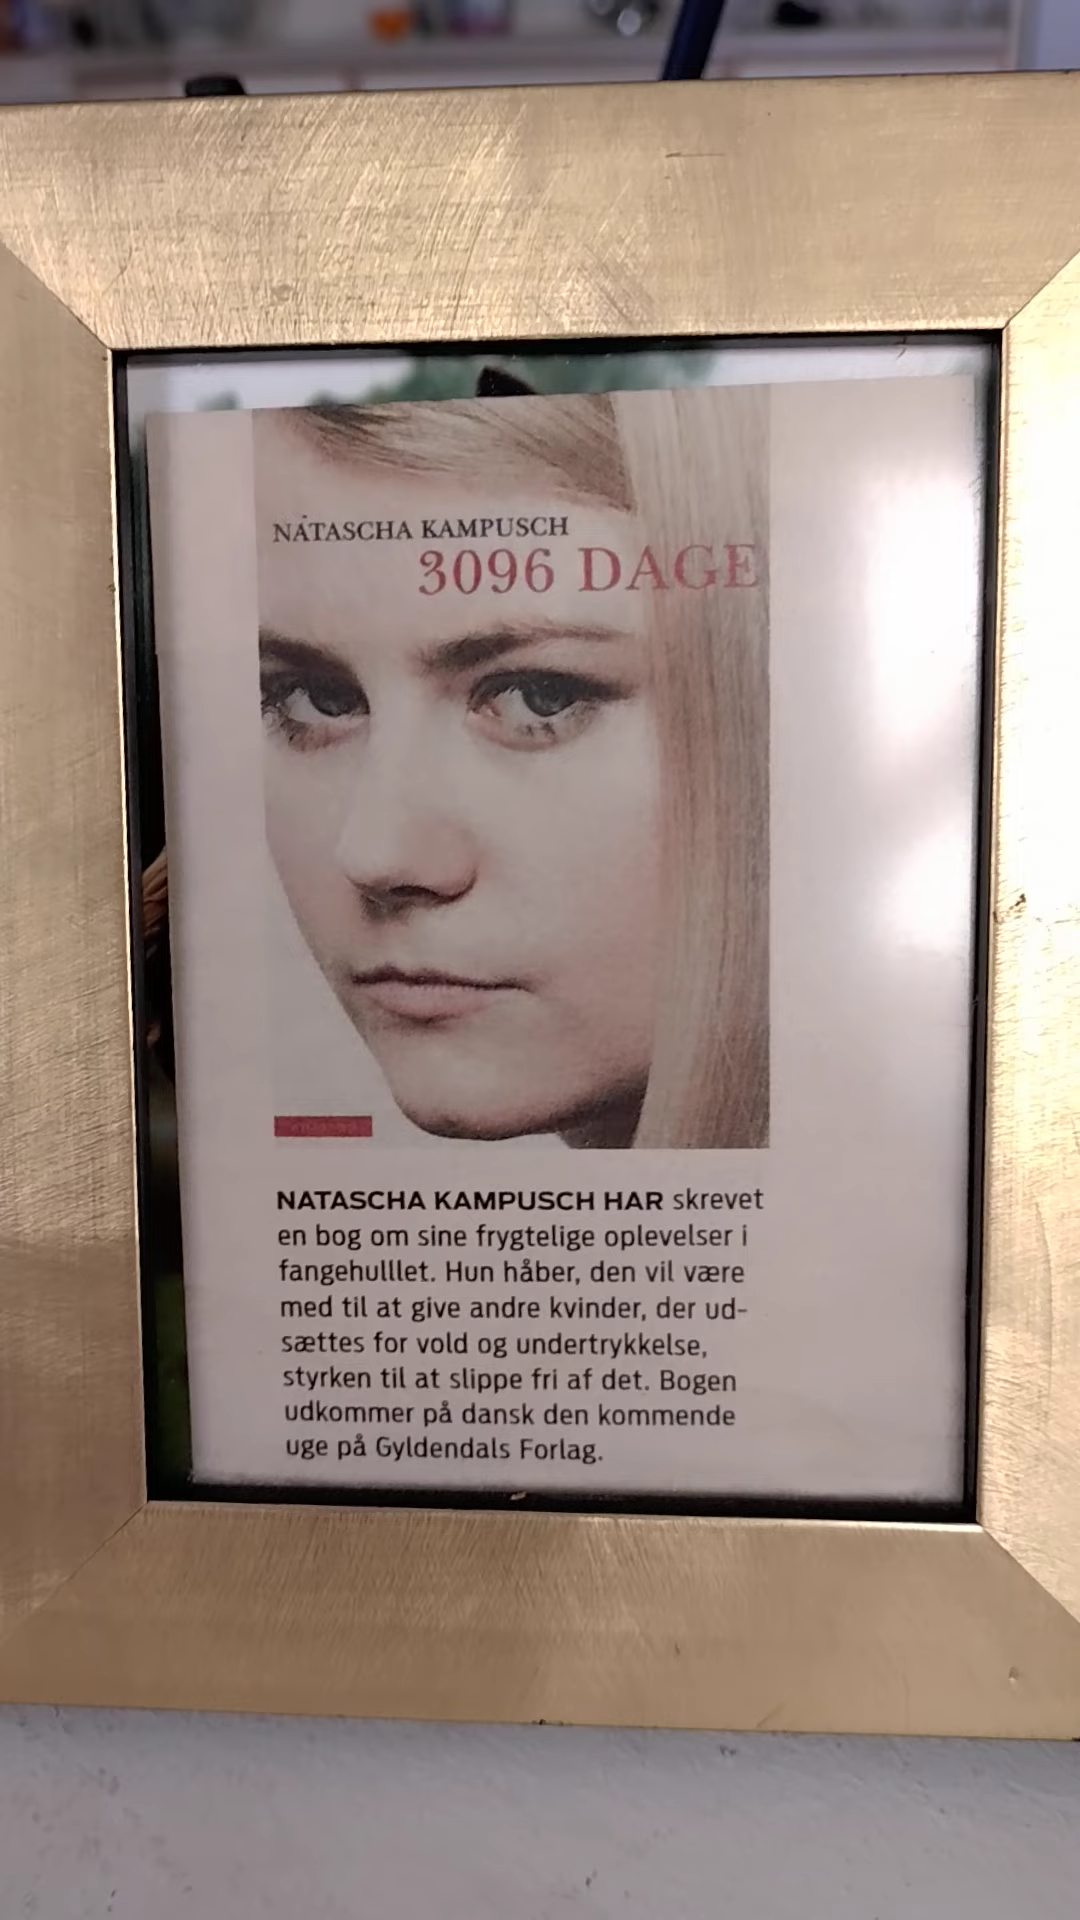 NATASCHA KAMPUSCH
3096 DAGE
NATASCHA KAMPUSCH HAR skrevet
en bog om sine frygtelige oplevelser i
fangehulllet. Hun håber, den vil være
med til at give andre kvinder, der ud-
sættes for vold og undertrykkelse,
styrken til at slippe fri af det. Bogen
udkommer på dansk den kommende
uge på Gyldendals Forlag.